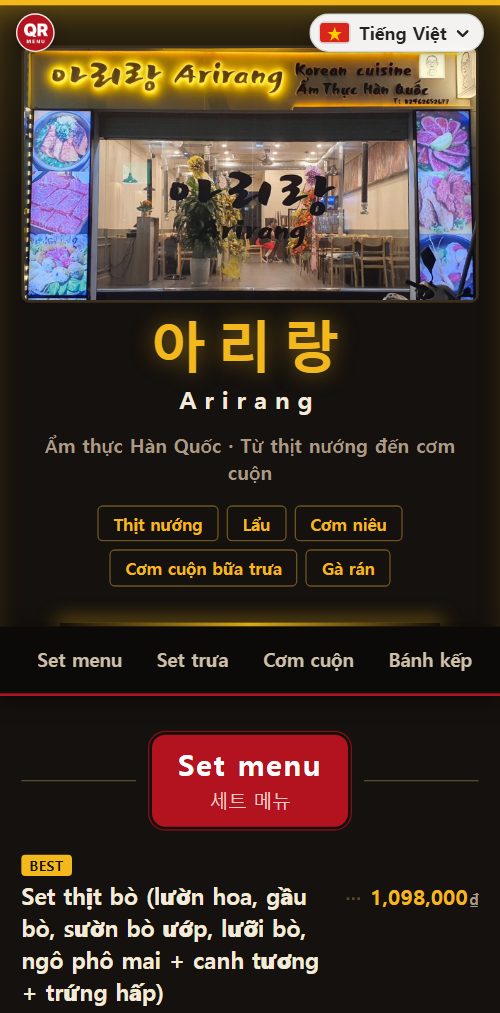 QR
MENU
Tiếng Việt
아리랑 Arirang
Korean cuisine
Ẩm Thực Hàn Quốc
T: 02462652677
아리랑
Arirang
아리랑
Arirang
Ẩm thực Hàn Quốc · Từ thịt nướng đến cơm
cuộn
Thịt nướng
Lẩu
Cơm niêu
Cơm cuộn bữa trưa
Gà rán
Set menu
Set trưa
Cơm cuộn
Bánh kếp
Set menu
세트 메뉴
BEST
Set thịt bò (lườn hoa, gầu ··· 1,098,000₫
bò, sườn bò ướp, lưỡi bò,
ngô phô mai + canh tương
+ trứng hấp)